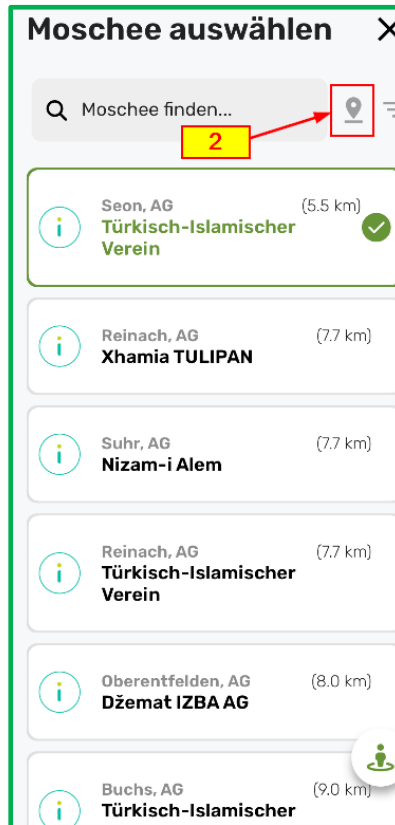 Moschee auswählen
Moschee finden...
2
Seon, AG (5.5 km)
Türkisch-Islamischer
Verein
Reinach, AG (7.7 km)
Xhamia TULIPAN
Suhr, AG (7.7 km)
Nizam-i Alem
Reinach, AG (7.7 km)
Türkisch-Islamischer
Verein
Oberentfelden, AG (8.0 km)
Džemat IZBA AG
Buchs, AG (9.0 km)
Türkisch-Islamischer